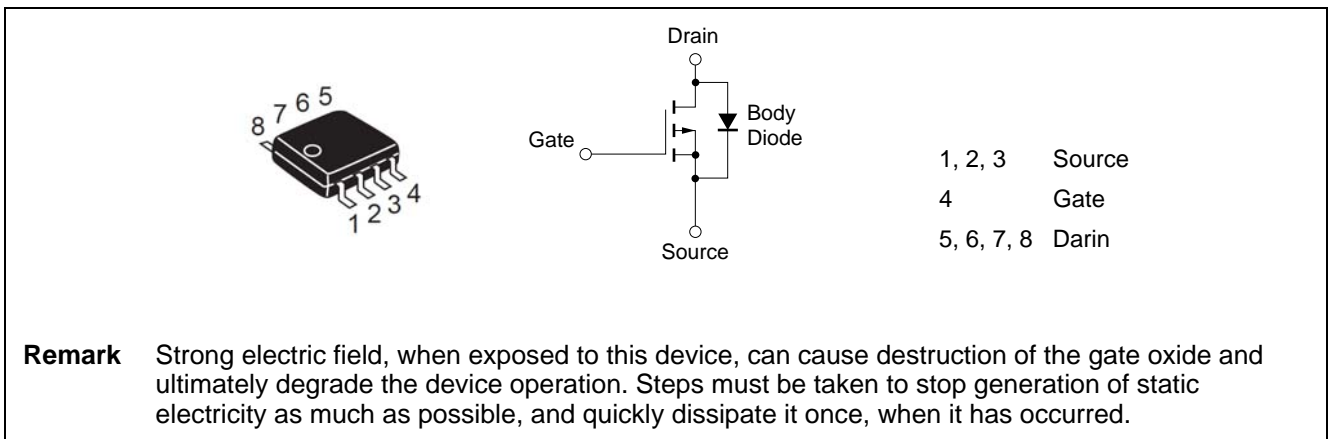 8 7 6 5
1 2 3 4
Drain
Gate
Body
Diode
Source
1, 2, 3 Source
4 Gate
5, 6, 7, 8 Darin
Remark Strong electric field, when exposed to this device, can cause destruction of the gate oxide and
ultimately degrade the device operation. Steps must be taken to stop generation of static
electricity as much as possible, and quickly dissipate it once, when it has occurred.